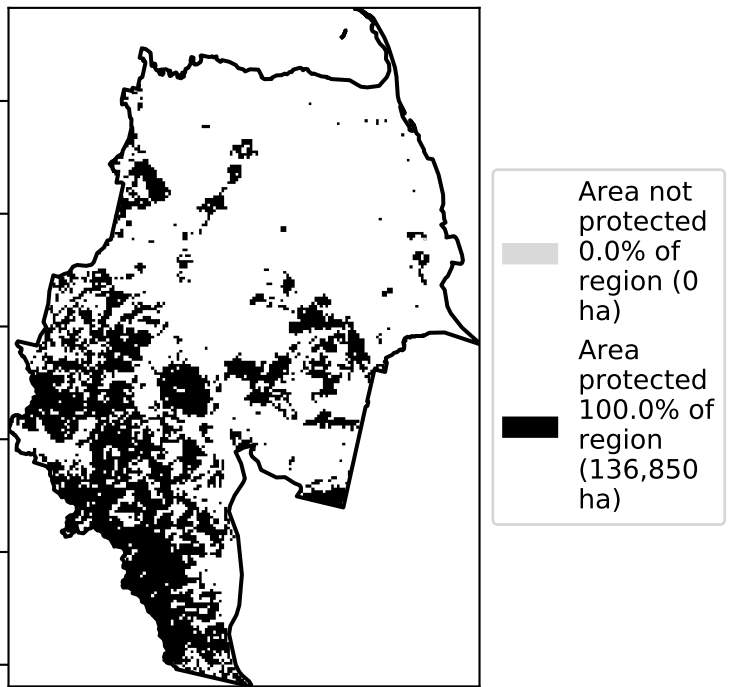 Area not
protected
0.0% of
region (0
ha)
Area
protected
100.0% of
region
(136,850
ha)